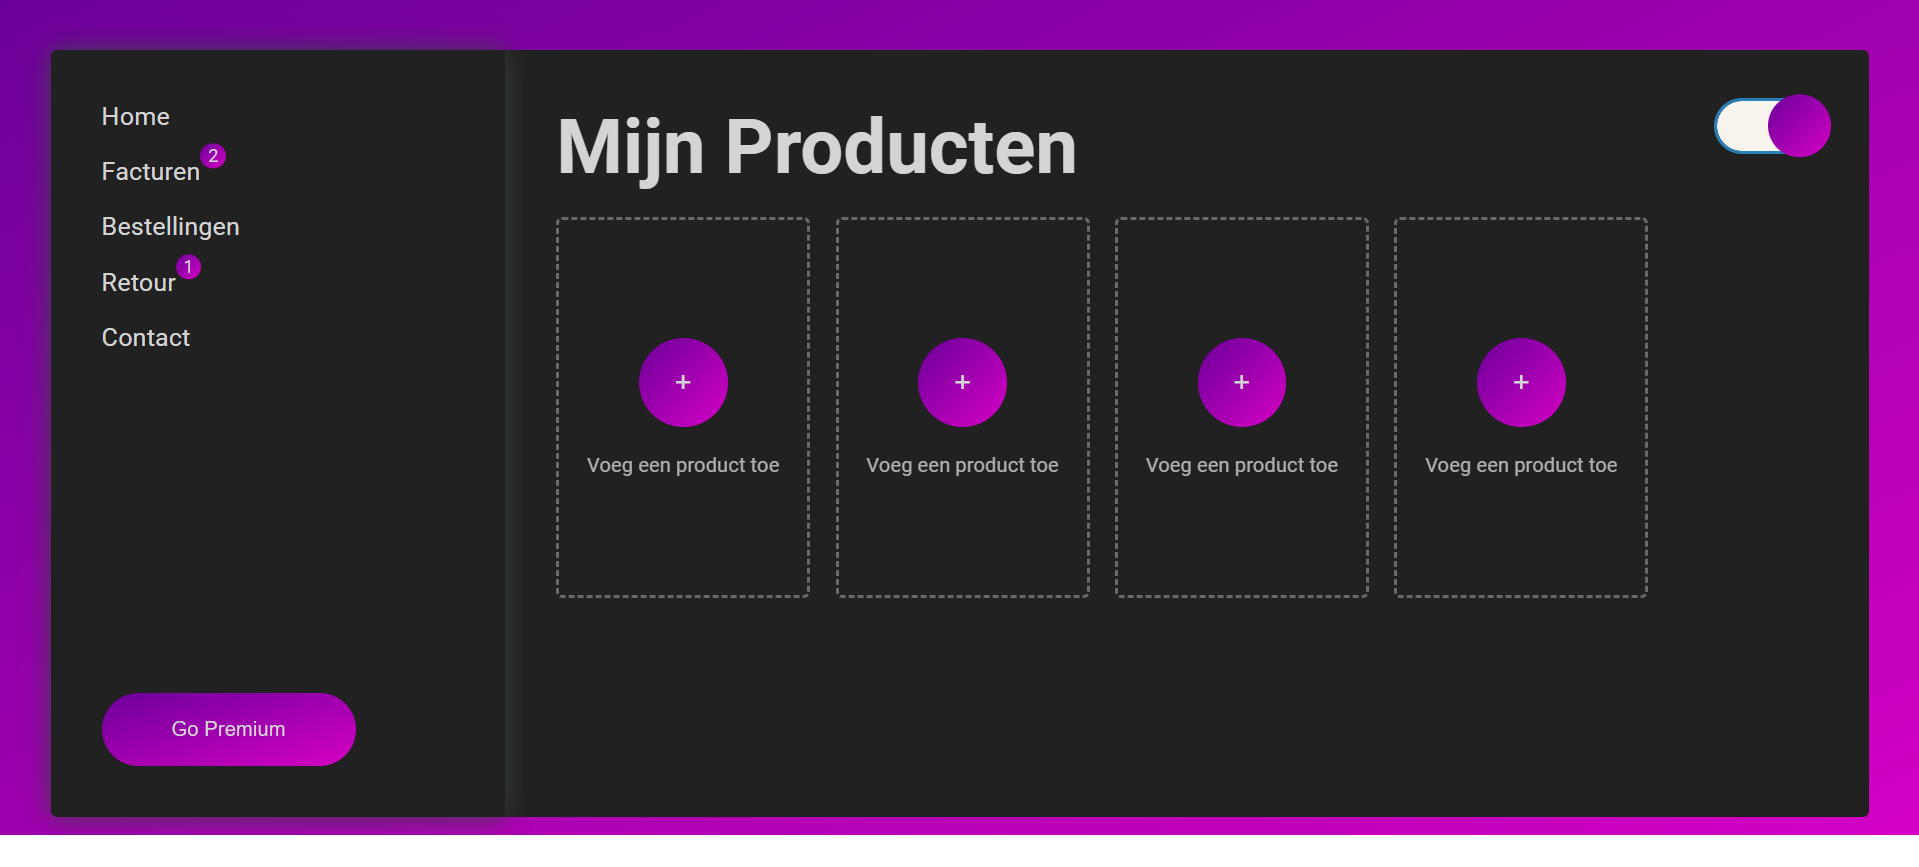 Home
Facturen 2
Bestellingen
Retour 1
Contact
Go Premium
Mijn Producten
+ + + +
Voeg een product toe Voeg een product toe Voeg een product toe Voeg een product toe